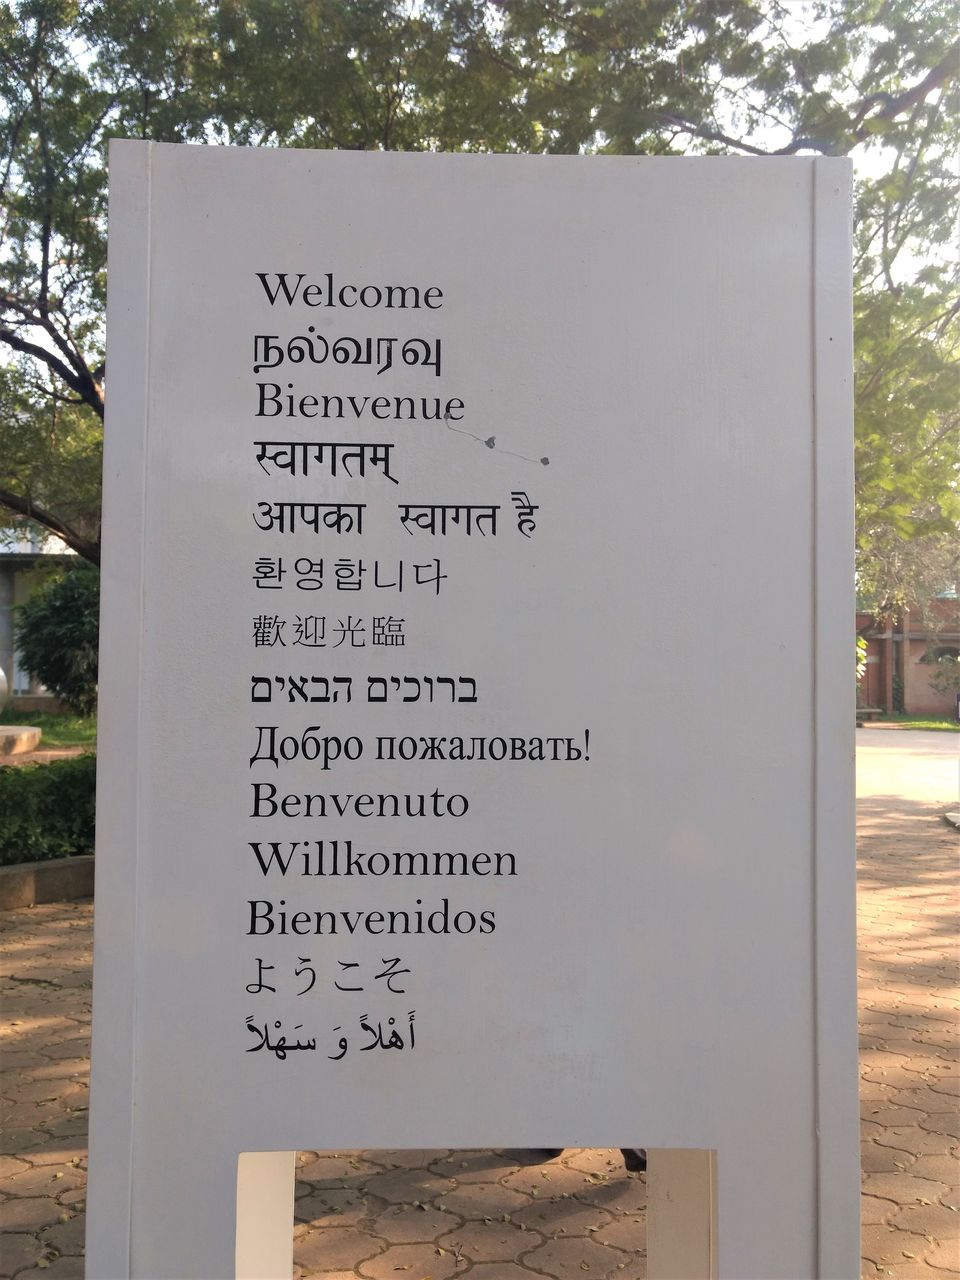 Welcome
நல்வரவு
Bienvenue
स्वागतम्
आपका स्वागत है
환영합니다
歡迎光臨
ברוכים הבאים
Добро пожаловать!
Benvenuto
Willkommen
Bienvenidos
ようこそ
أَهْلاً وَ سَهْلاً